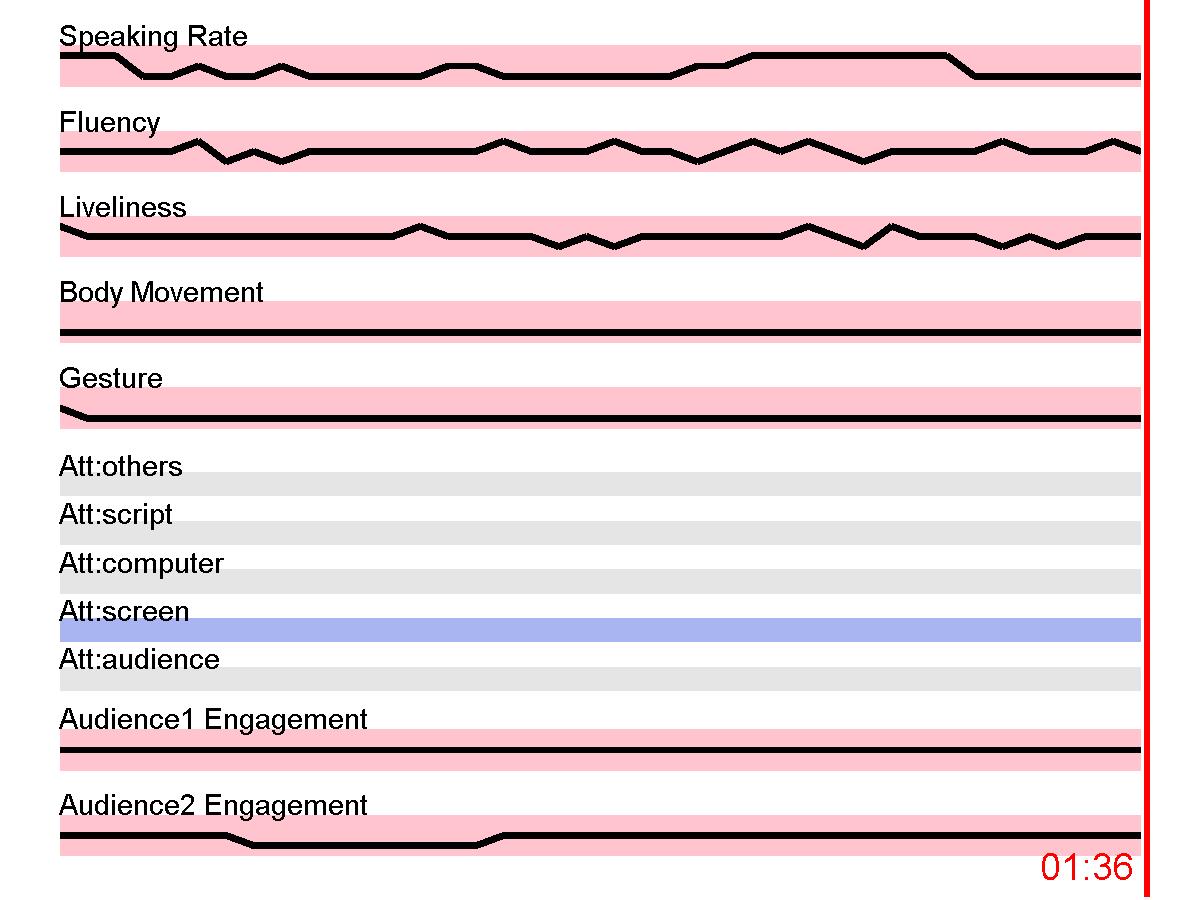 Speaking Rate
Fluency
Liveliness
Body Movement
Gesture
Att:others
Att:script
Att:computer
Att:screen
Att:audience
Audience1 Engagement
Audience2 Engagement
01:36